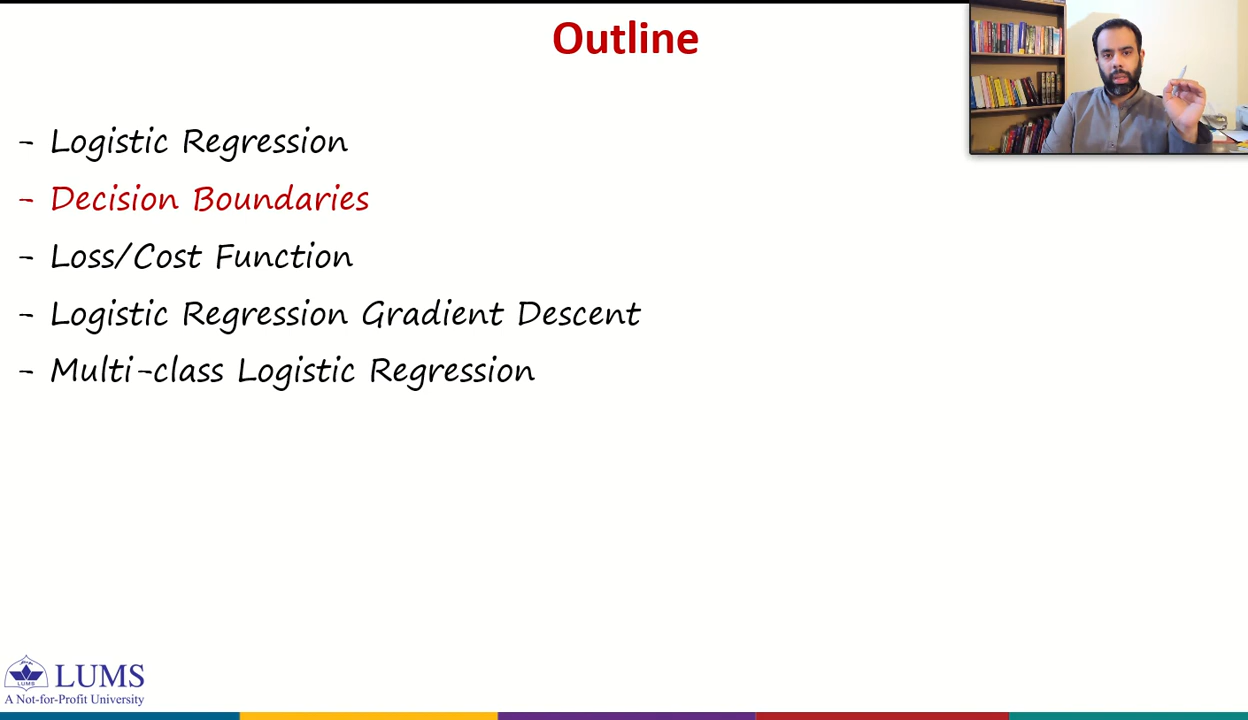 Outline
- Logistic Regression
- Decision Boundaries
- Loss/Cost Function
- Logistic Regression Gradient Descent
- Multi-class Logistic Regression
LUMS
LUMS
A Not-for-Profit University